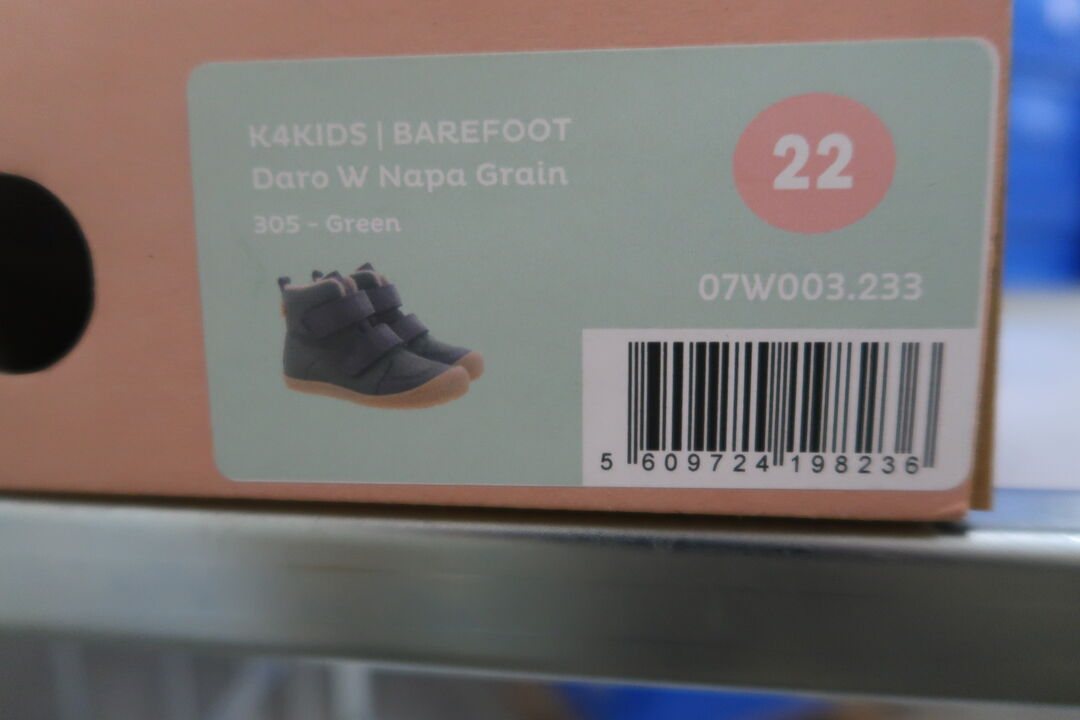 K4KIDS | BAREFOOT
Daro W Napa Grain
305 - Green
22
07W003.233
5 609724 198236